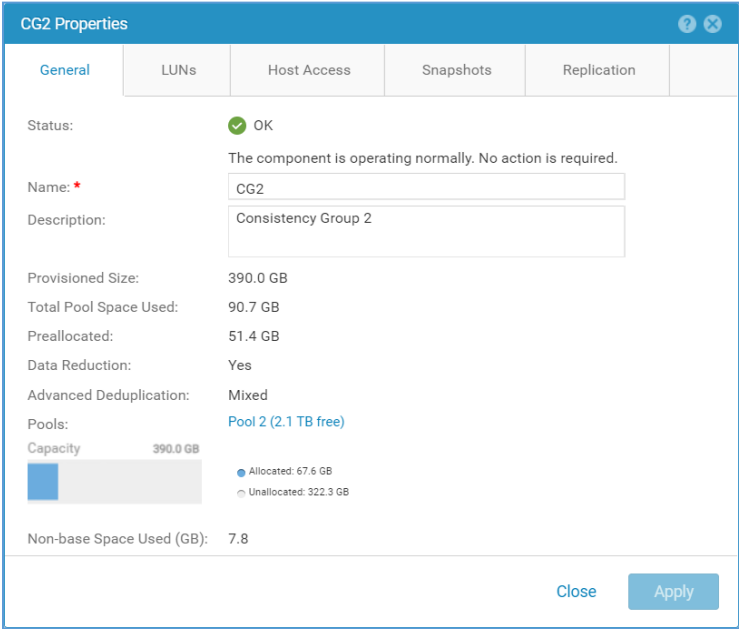 CG2 Properties
General LUNs Host Access Snapshots Replication
Status: OK
The component is operating normally. No action is required.
Name: * CG2
Description: Consistency Group 2
Provisioned Size: 390.0 GB
Total Pool Space Used: 90.7 GB
Preallocated: 51.4 GB
Data Reduction: Yes
Advanced Deduplication: Mixed
Pools: Pool 2 (2.1 TB free)
Capacity 390.0 GB
Allocated: 67.6 GB
Unallocated: 322.3 GB
Non-base Space Used (GB): 7.8
Close Apply